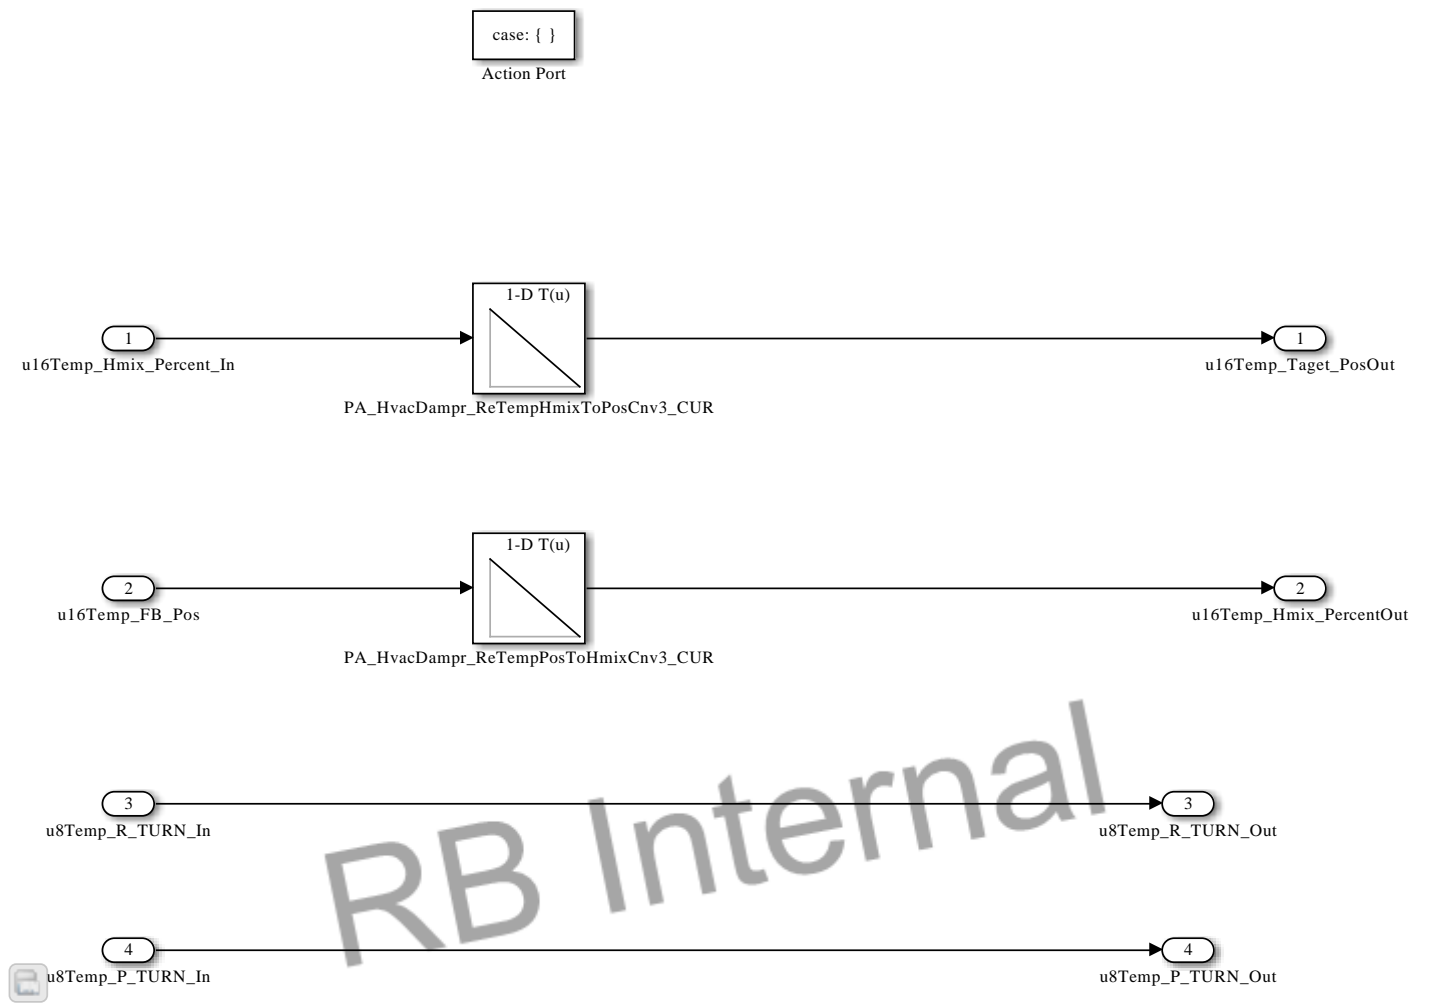 case: { }
Action Port
1-D T(u)
1
1
u16Temp_Hmix_Percent_In
u16Temp_Taget_PosOut
PA_HvacDampr_ReTempHmixToPosCnv3_CUR
1-D T(u)
2
2
u16Temp_FB_Pos
u16Temp_Hmix_PercentOut
PA_HvacDampr_ReTempPosToHmixCnv3_CUR
RB Internal
3
3
u8Temp_R_TURN_In
u8Temp_R_TURN_Out
4
4
u8Temp_P_TURN_In
u8Temp_P_TURN_Out